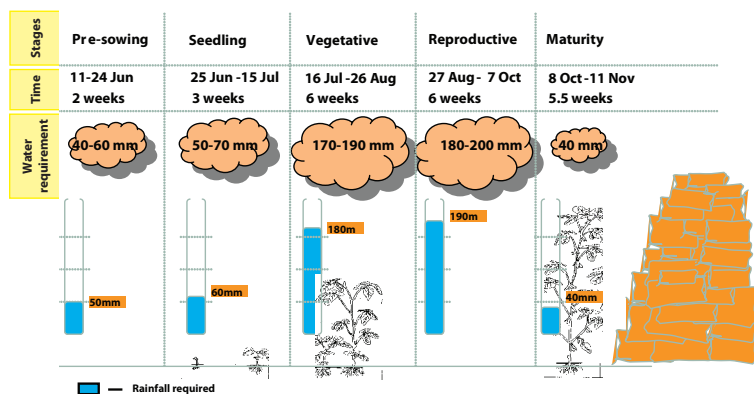 Stages
Pre-sowing
Seedling
Vegetative
Reproductive
Maturity
Time
11-24 Jun
2 weeks
25 Jun -15 Jul
3 weeks
16 Jul -26 Aug
6 weeks
27 Aug - 7 Oct
6 weeks
8 Oct-11 Nov
5.5 weeks
Water
requirement
40-60 mm
50-70 mm
170-190 mm
180-200 mm
40 mm
50mm
60mm
180m
190m
40mm
— Rainfall required